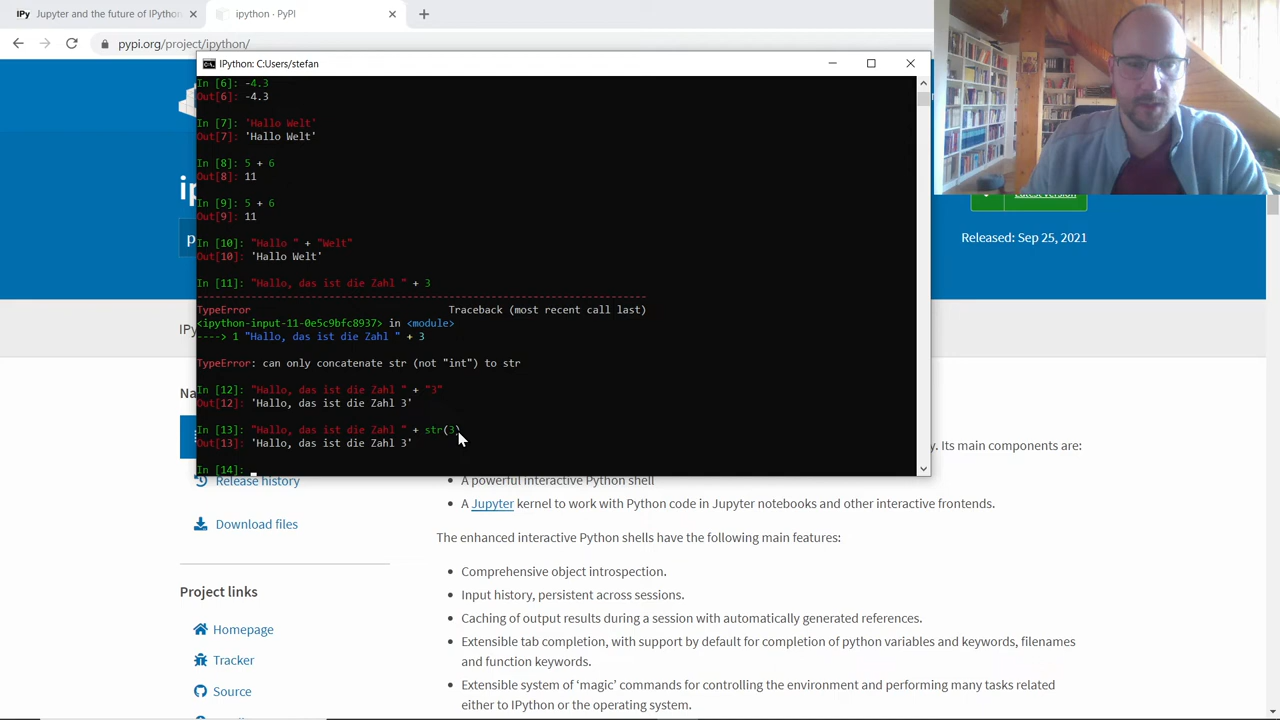 IPy Jupyter and the future of IPython
ipython · PyPI
pypi.org/project/ipython/
IPython: C:Users/stefan
In [6]: -4.3
Out[6]: -4.3
In [7]: 'Hallo Welt'
Out[7]: 'Hallo Welt'
In [8]: 5 + 6
Out[8]: 11
In [9]: 5 + 6
Out[9]: 11
In [10]: "Hallo " + "Welt"
Out[10]: 'Hallo Welt'
In [11]: "Hallo, das ist die Zahl " + 3
---------------------------------------------------------------------------
TypeError Traceback (most recent call last)
<ipython-input-11-0e5c9bfc8937> in <module>
----> 1 "Hallo, das ist die Zahl " + 3
TypeError: can only concatenate str (not "int") to str
In [12]: "Hallo, das ist die Zahl " + "3"
Out[12]: 'Hallo, das ist die Zahl 3'
In [13]: "Hallo, das ist die Zahl " + str(3)
Out[13]: 'Hallo, das ist die Zahl 3'
In [14]:
Latest version
Released: Sep 25, 2021
Its main components are:
A powerful interactive Python shell
A Jupyter kernel to work with Python code in Jupyter notebooks and other interactive frontends.
The enhanced interactive Python shells have the following main features:
Comprehensive object introspection.
Input history, persistent across sessions.
Caching of output results during a session with automatically generated references.
Extensible tab completion, with support by default for completion of python variables and keywords, filenames
and function keywords.
Extensible system of ‘magic’ commands for controlling the environment and performing many tasks related
either to IPython or the operating system.
Release history
Download files
Project links
Homepage
Tracker
Source